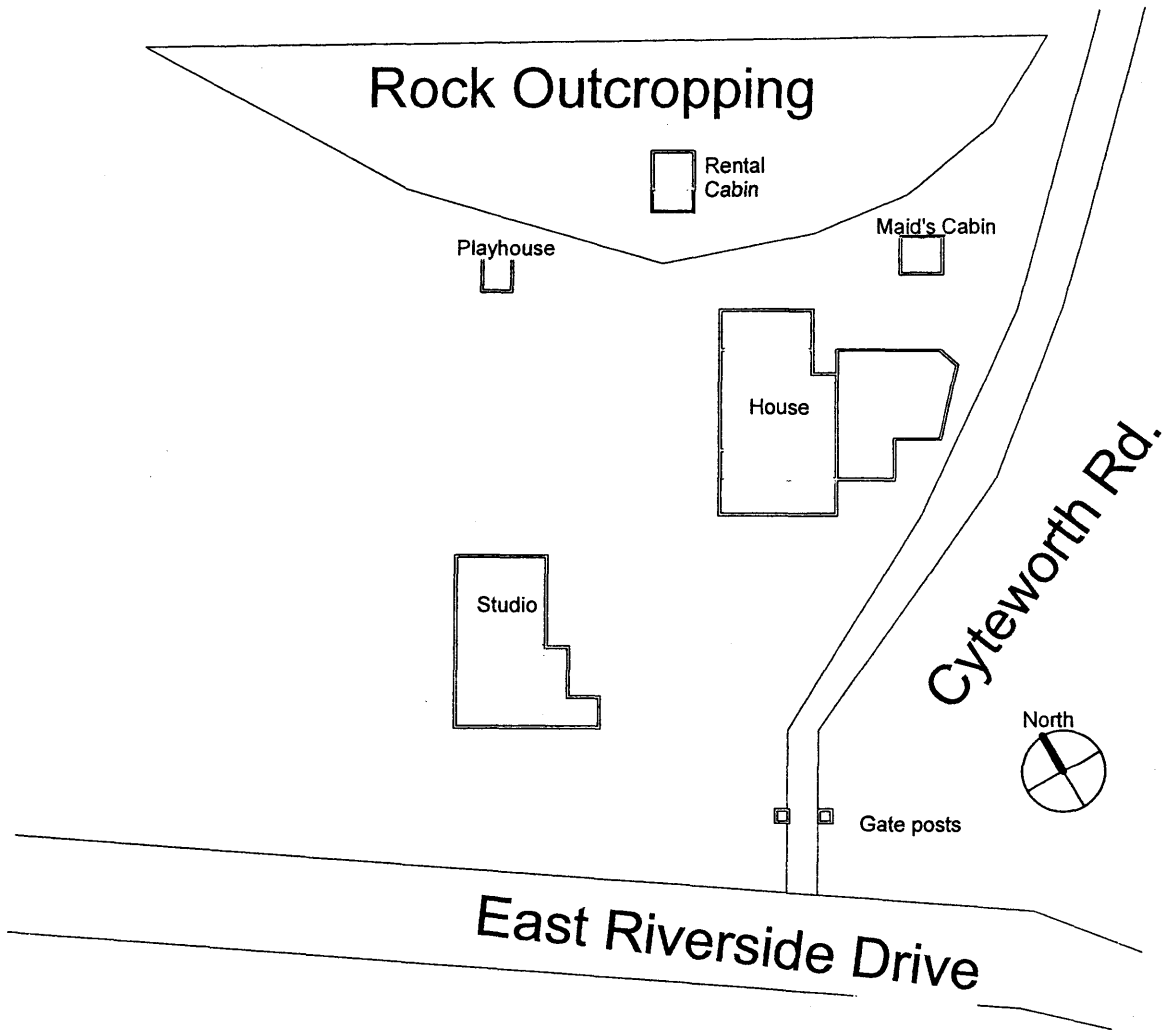 Rock Outcropping
Rental
Cabin
Maid's Cabin
Playhouse
House
Studio
Cyteworth Rd.
North
Gate posts
East Riverside Drive